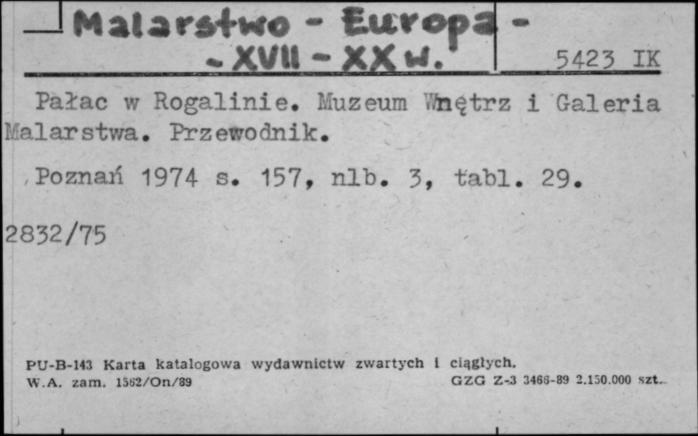 Malarstwo - Europa -
- XVII - XX w.
5423 IK
Pałac w Rogalinie. Muzeum Wnętrz i Galeria
Malarstwa. Przewodnik.
Poznań 1974 s. 157, nlb. 3, tabl. 29.
2832/75
PU-B-143 Karta katalogowa wydawnictw zwartych i ciągłych.
W.A. zam. 1562/On/89
GZG Z-3 3466-89 2.150.000 szt.